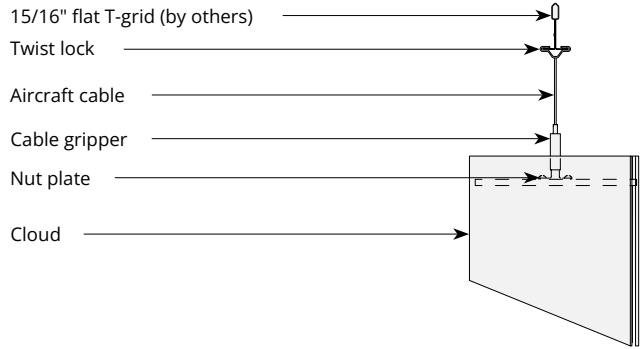 15/16" flat T-grid (by others)
Twist lock
Aircraft cable
Cable gripper
Nut plate
Cloud